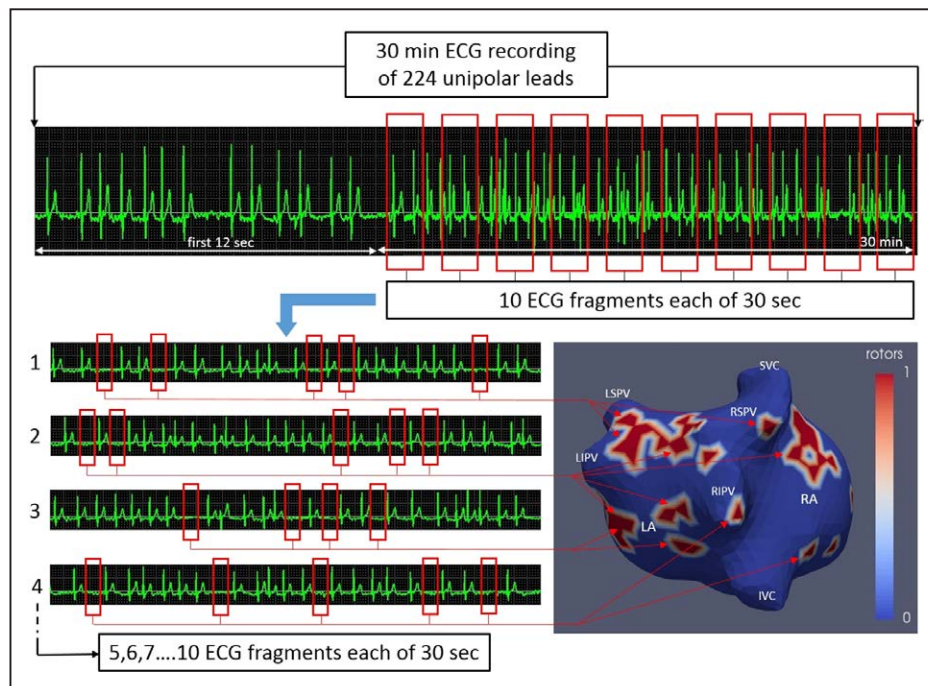 30 min ECG recording
of 224 unipolar leads
first 12 sec
30 min
10 ECG fragments each of 30 sec
1
2
3
4
rotors
1
0
SVC
LSPV
RSPV
LIPV
RIPV
RA
LA
IVC
5,6,7....10 ECG fragments each of 30 sec